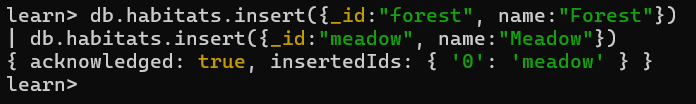 learn> db.habitats.insert({_id:"forest", name:"Forest"})
| db.habitats.insert({_id:"meadow", name:"Meadow"})
{ acknowledged: true, insertedIds: { '0': 'meadow' } }
learn>